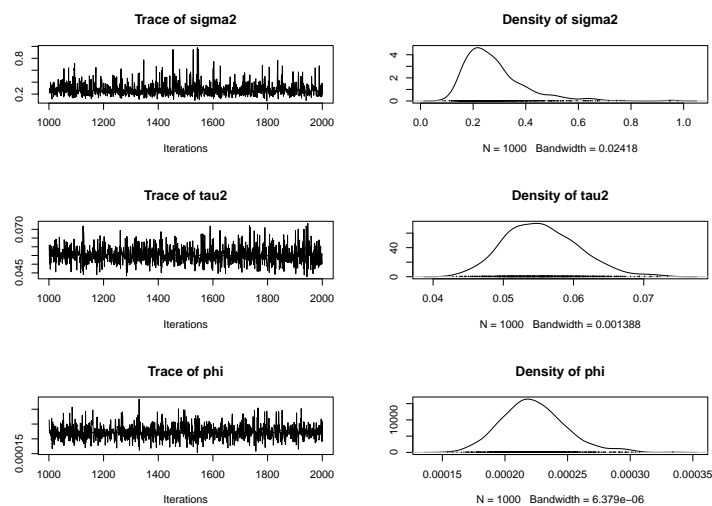 Trace of sigma2
0.2 0.8
1000 1200 1400 1600 1800 2000
Iterations
Density of sigma2
0 2 4
0.0 0.2 0.4 0.6 0.8 1.0
N = 1000 Bandwidth = 0.02418
Trace of tau2
0.045 0.070
1000 1200 1400 1600 1800 2000
Iterations
Density of tau2
0 40
0.04 0.05 0.06 0.07
N = 1000 Bandwidth = 0.001388
Trace of phi
0.00015
1000 1200 1400 1600 1800 2000
Iterations
Density of phi
0 10000
0.00015 0.00020 0.00025 0.00030 0.00035
N = 1000 Bandwidth = 6.379e−06